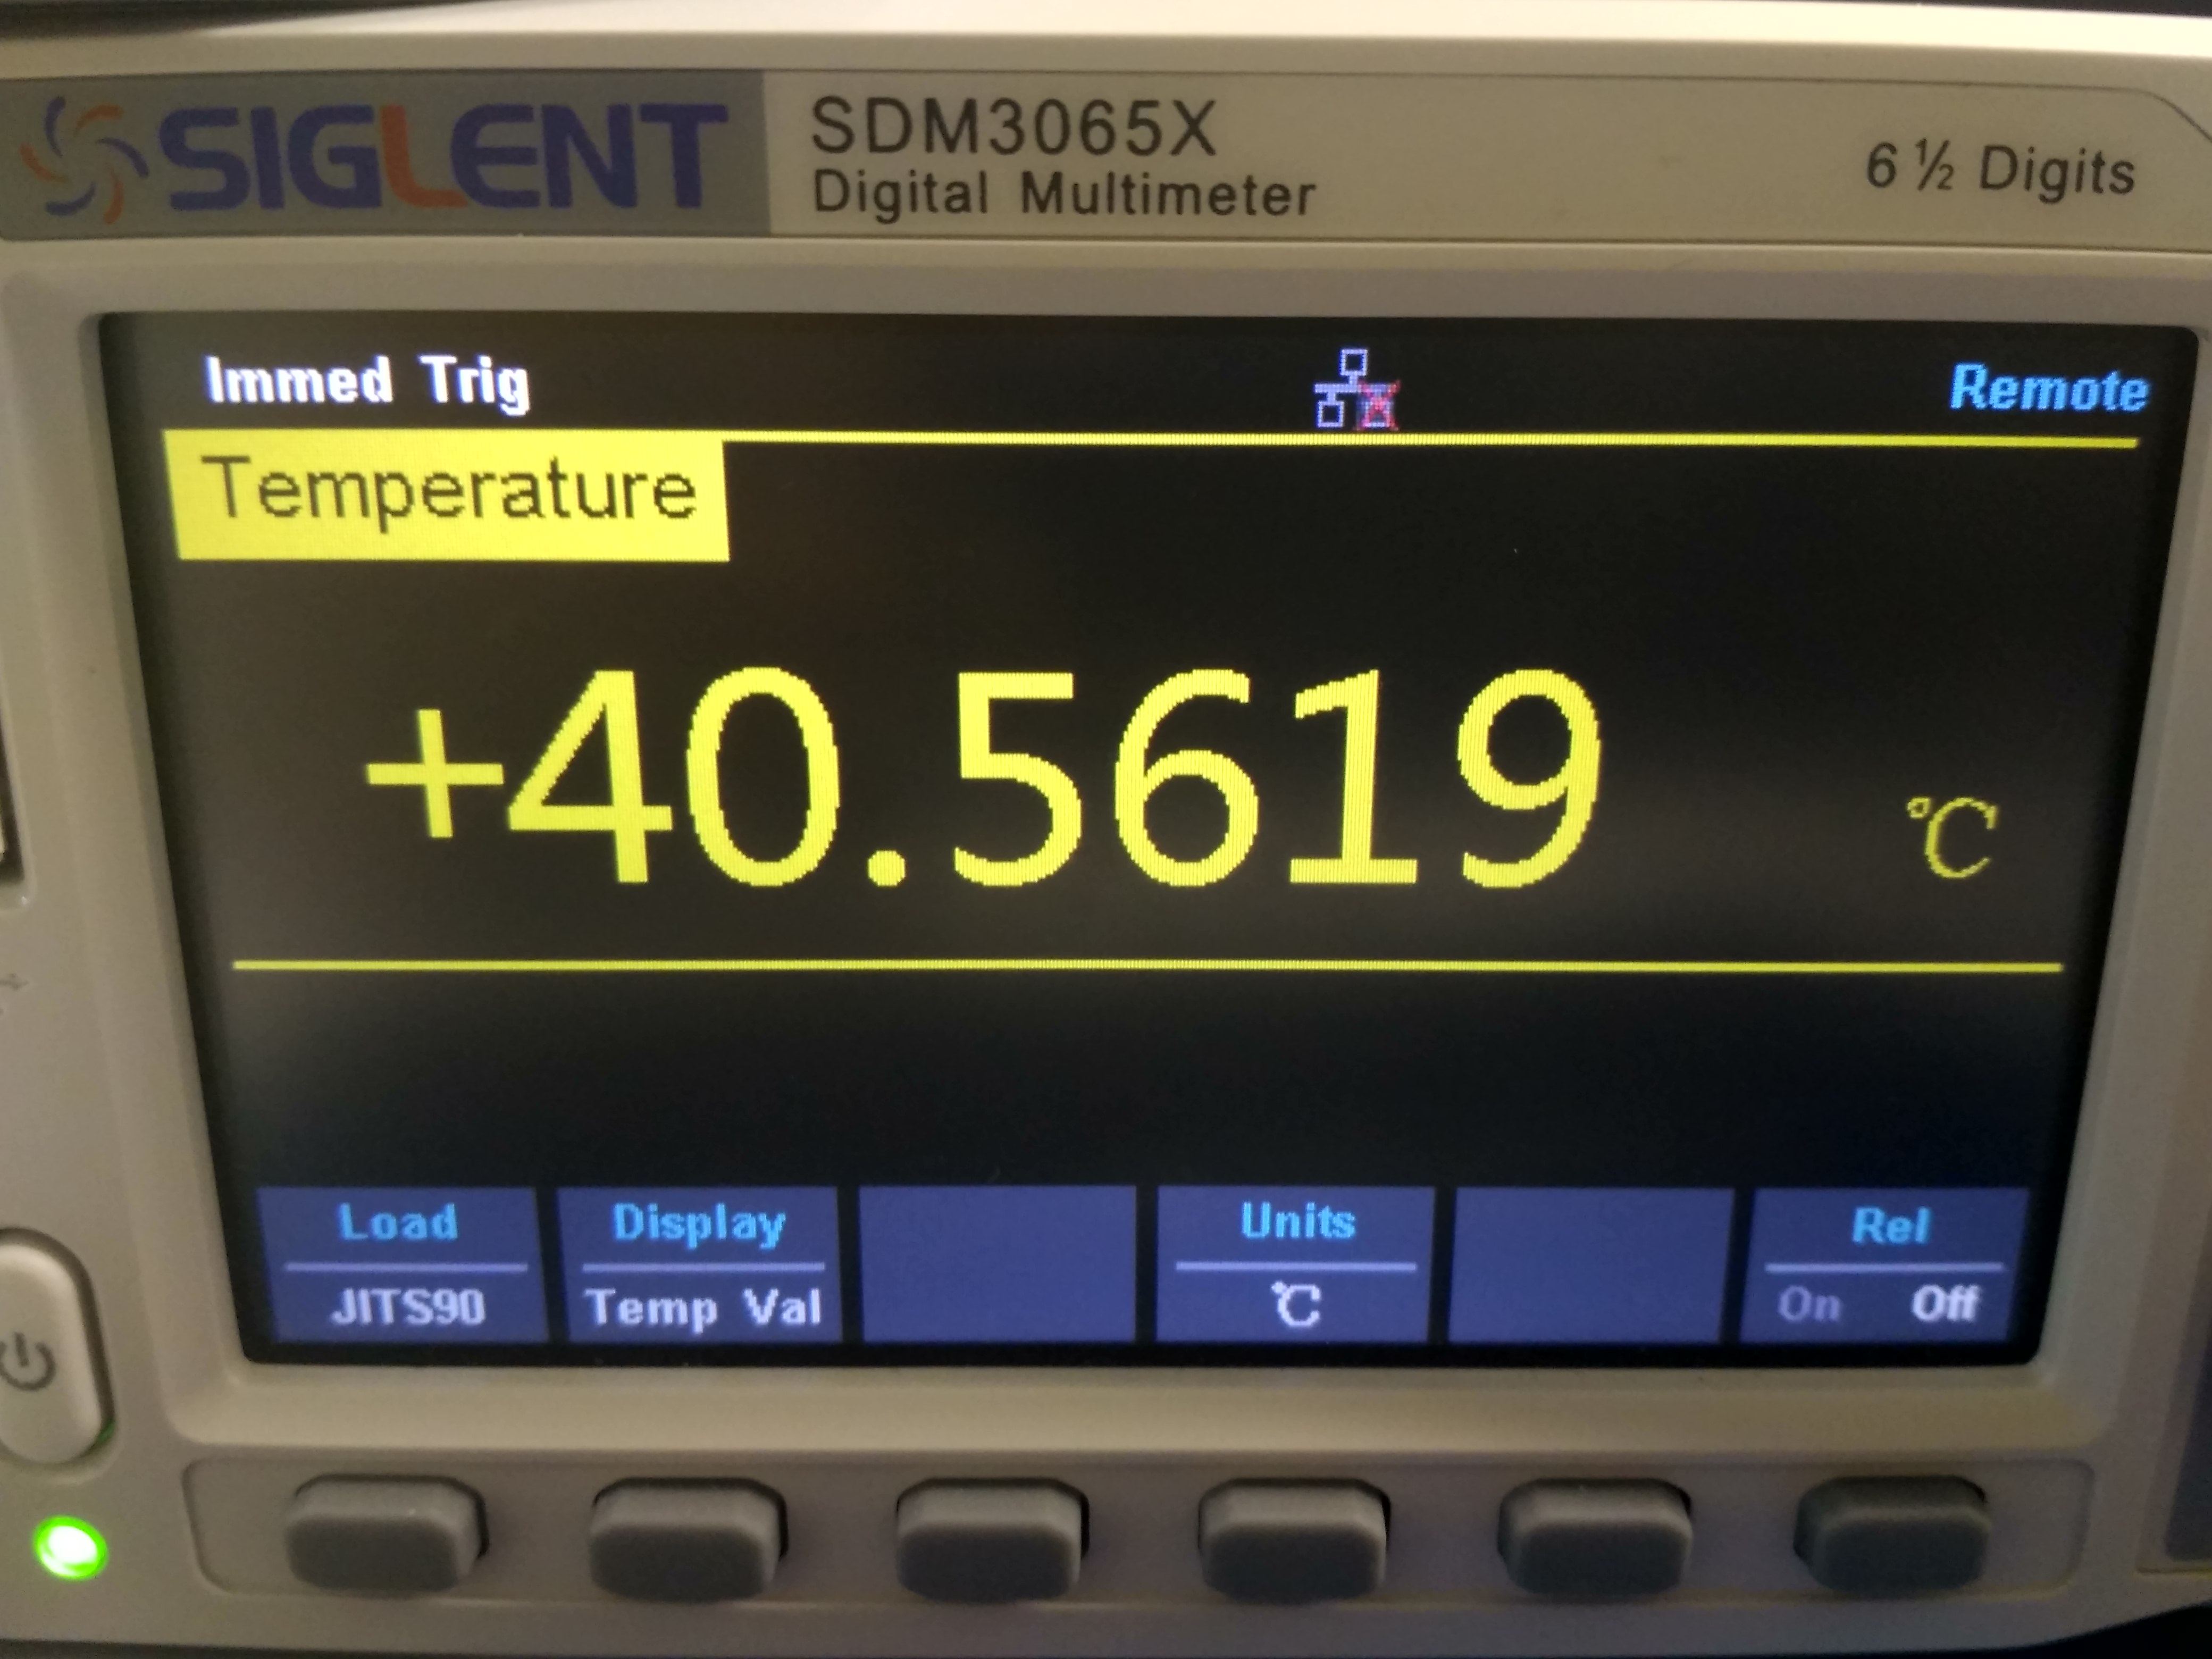 SIGLENT
SDM3065X
Digital Multimeter
6 ½ Digits
Immed Trig
Remote
Temperature
+40.5619 ℃
Load
JITS90
Display
Temp Val
Units
℃
Rel
On Off